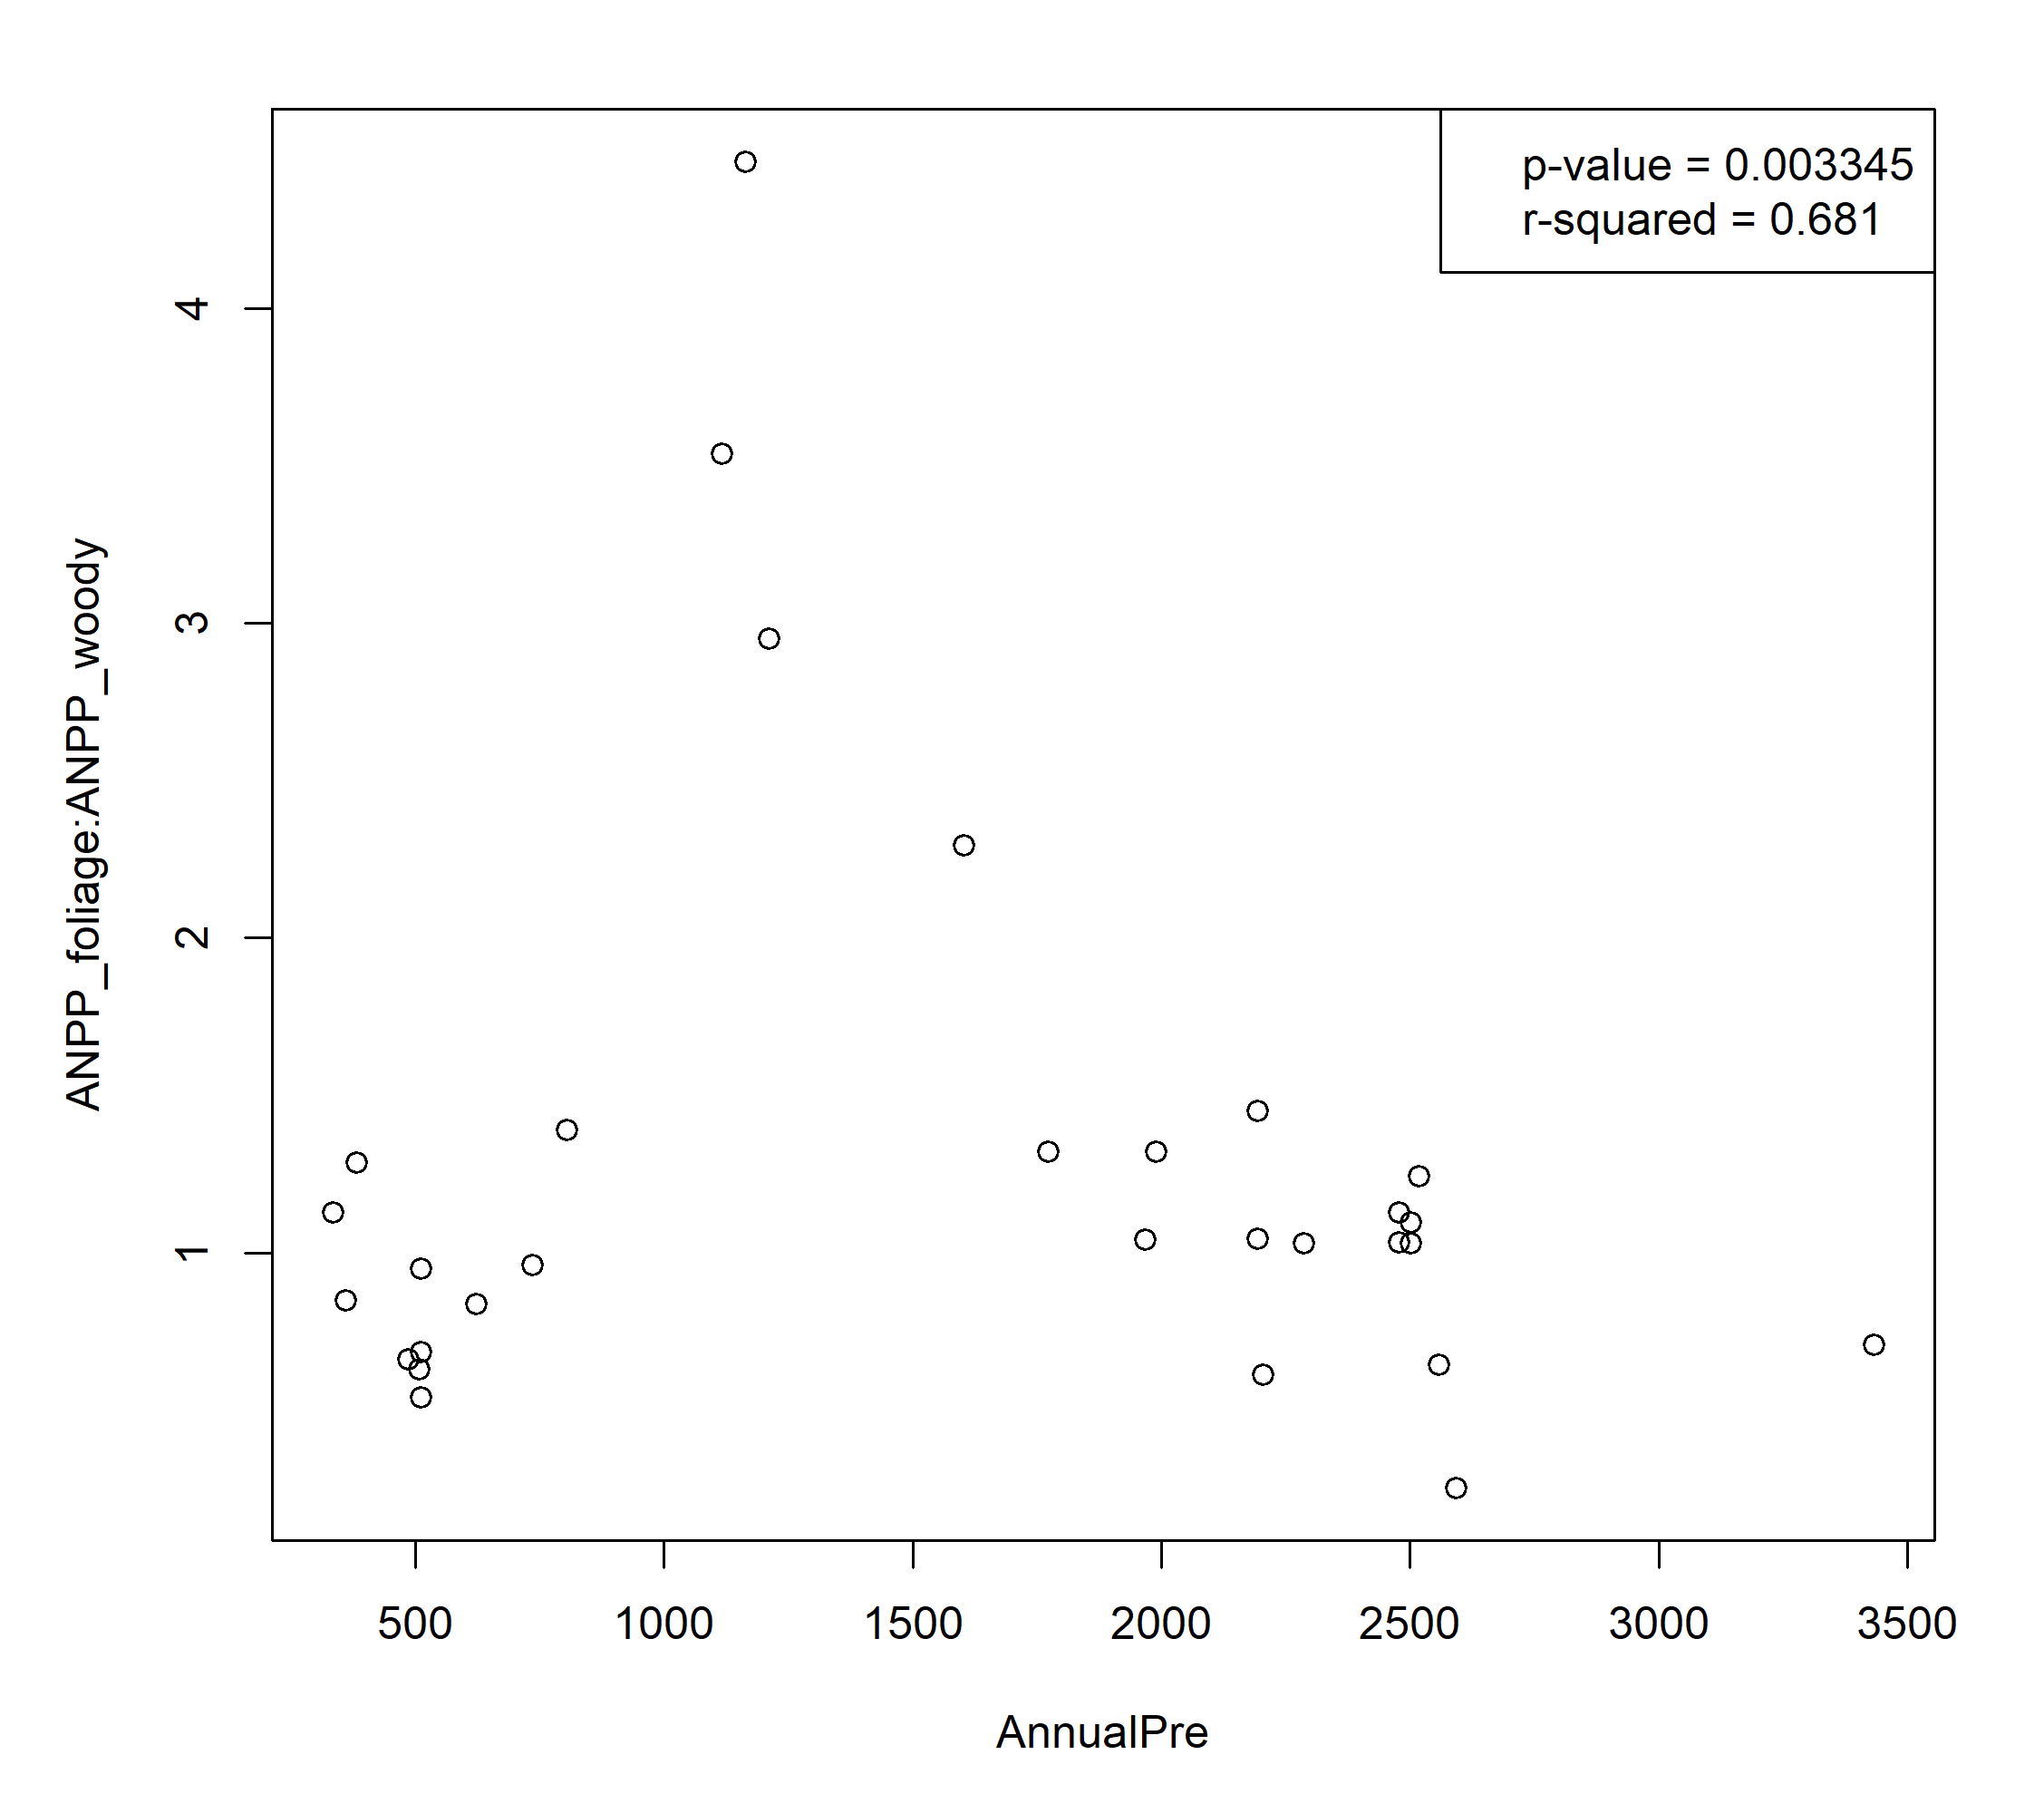 p-value = 0.003345
r-squared = 0.681
ANPP_foliage:ANPP_woody
4
3
2
1
500 1000 1500 2000 2500 3000 3500
AnnualPre